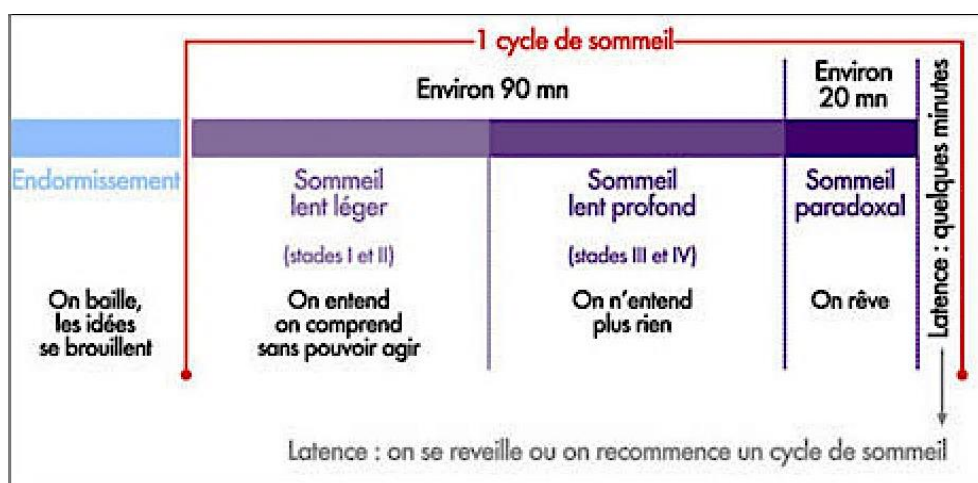 1 cycle de sommeil
Environ 90 mn
Environ
20 mn
Endormissement
Sommeil
lent léger
(stades I et II)
Sommeil
lent profond
(stades III et IV)
Sommeil
paradoxal
On baille,
les idées
se brouillent
On entend
on comprend
sans pouvoir agir
On n'entend
plus rien
On rêve
Latence : quelques minutes
Latence : on se reveille ou on recommence un cycle de sommeil